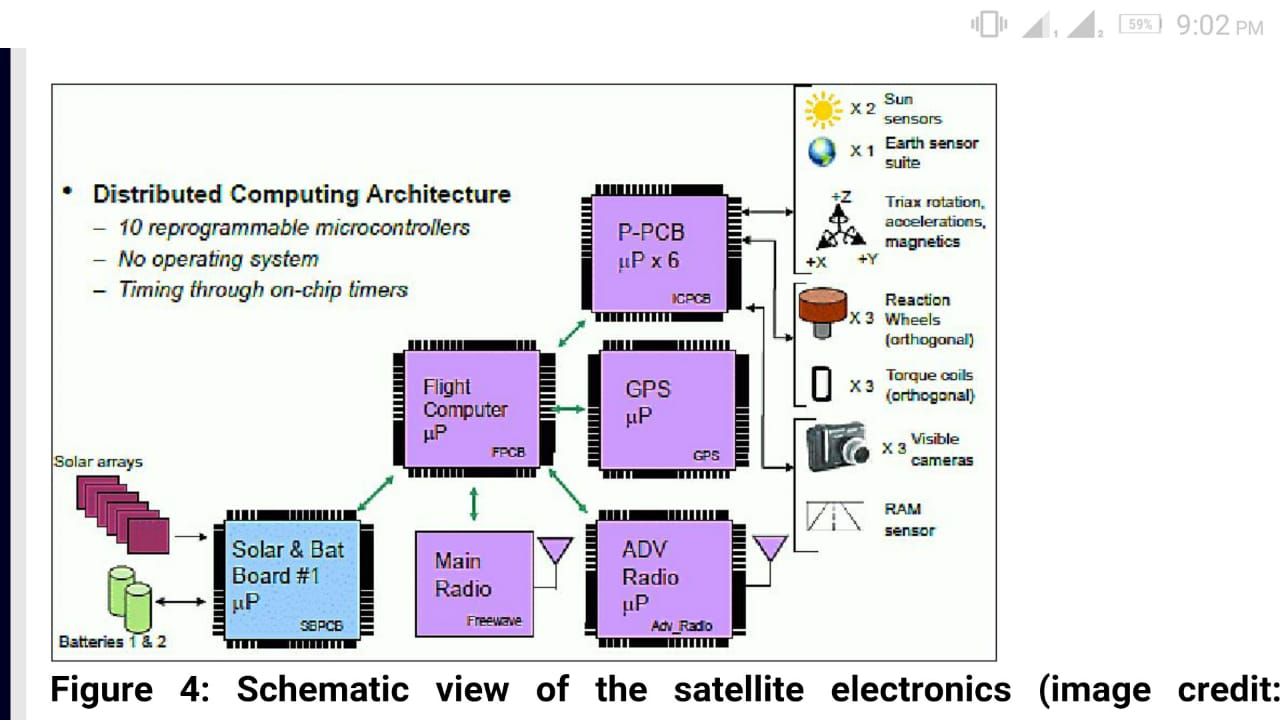 59%
9:02 PM
• Distributed Computing Architecture
– 10 reprogrammable microcontrollers
– No operating system
– Timing through on-chip timers
P-PCB
µP x 6
ICPCB
X 2 Sun
sensors
X 1 Earth sensor
suite
+Z
+X
+Y
Triax rotation,
accelerations,
magnetics
X 3 Reaction
Wheels
(orthogonal)
X 3 Torque coils
(orthogonal)
X 3 Visible
cameras
RAM
sensor
Flight
Computer
µP
FPCB
GPS
µP
GPS
Solar arrays
Batteries 1 & 2
Solar & Bat
Board #1
µP
SBPCB
Main
Radio
Freewave
ADV
Radio
µP
Adv_Radio
Figure 4: Schematic view of the satellite electronics (image credit: